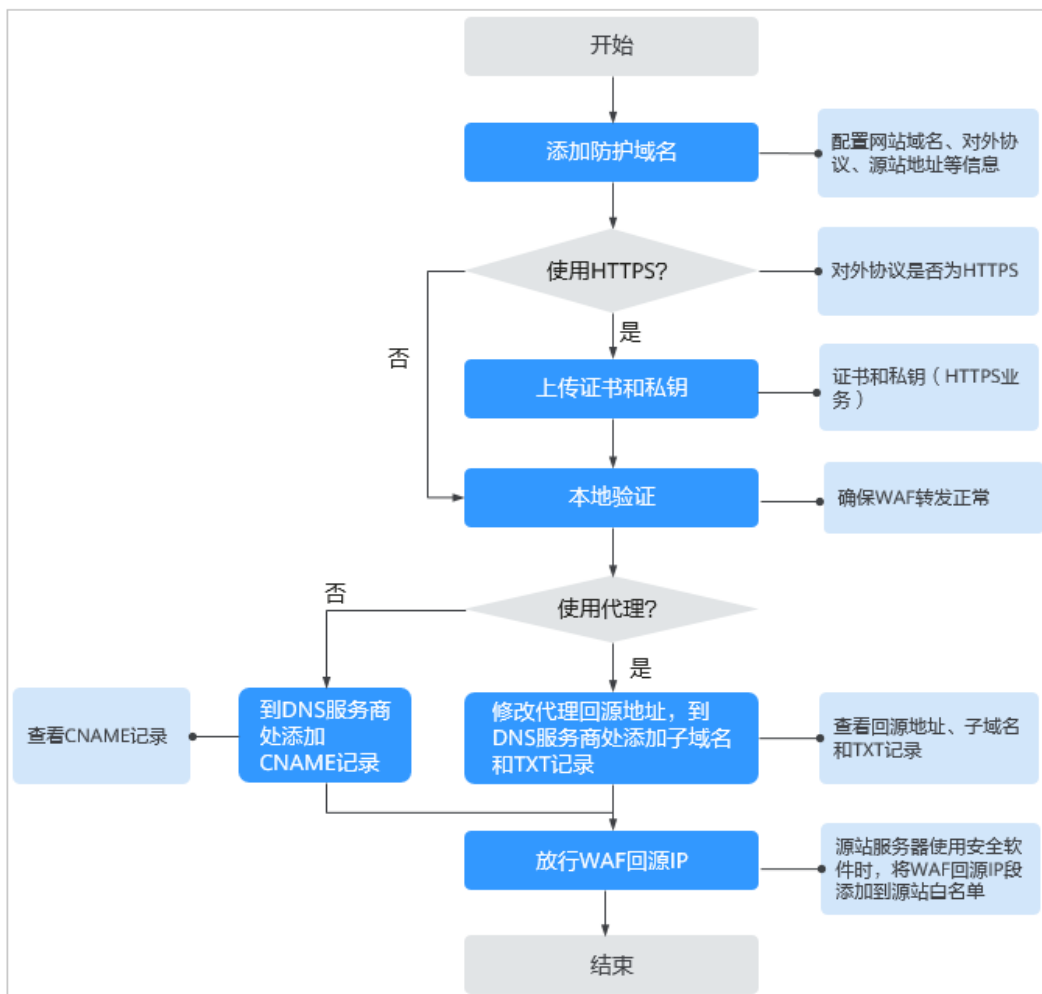 开始
添加防护域名
配置网站域名、对外协
议、源站地址等信息
使用HTTPS?
对外协议是否为HTTPS
是
否
上传证书和私钥
证书和私钥（HTTPS业
务）
本地验证
确保WAF转发正常
使用代理?
否
是
查看CNAME记录
到DNS服务商
处添加
CNAME记录
修改代理回源地址，到
DNS服务商处添加子域名
和TXT记录
查看回源地址、子域名
和TXT记录
放行WAF回源IP
源站服务器使用安全软
件时，将WAF回源IP段
添加到源站白名单
结束